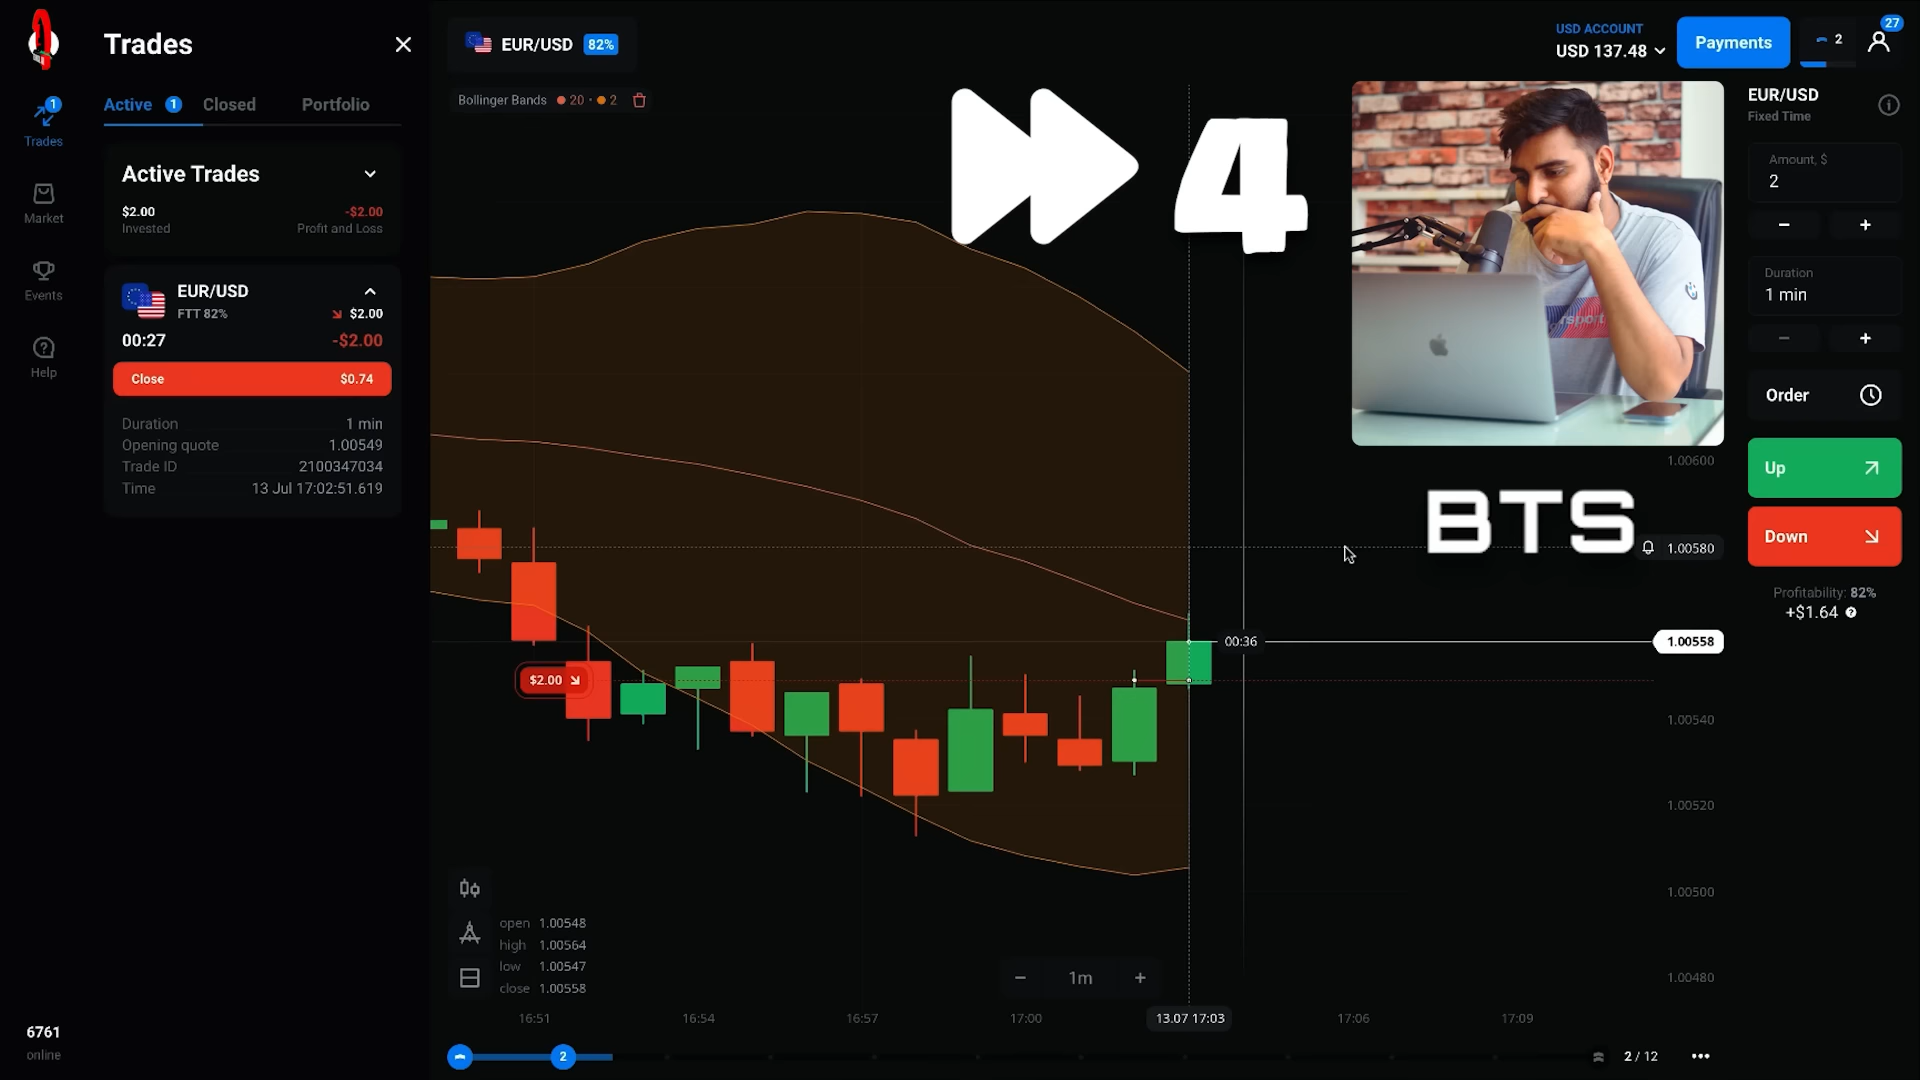 Trades
EUR/USD
82%
USD ACCOUNT
USD 137.48
Payments
2
27
Active 1
Closed
Portfolio
Bollinger Bands
20
2
1
Trades
Market
Events
Help
Active Trades
$2.00
-$2.00
Invested
Profit and Loss
EUR/USD
FTT 82%
$2.00
00:27
-$2.00
Close
$0.74
Duration
1 min
Opening quote
1.00549
Trade ID
2100347034
Time
13 Jul 17:02:51.619
4
BTS
$2.00
00:36
1.00600
1.00580
1.00558
1.00540
1.00520
1.00500
1.00480
EUR/USD
Fixed Time
Amount, $
2
Duration
1 min
Order
Up
Down
Profitability: 82%
+$1.64
open 1.00548
high 1.00564
low 1.00547
close 1.00558
1m
16:51
16:54
16:57
17:00
13.07 17:03
17:06
17:09
6761
online
2
2 / 12